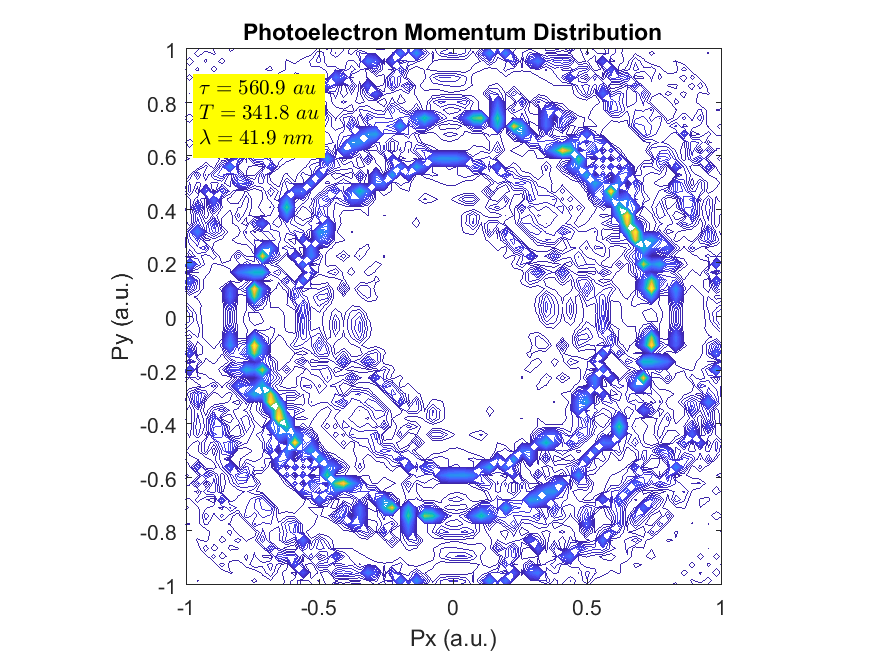 Photoelectron Momentum Distribution
τ = 560.9 au
T = 341.8 au
λ = 41.9 nm
1
0.8
0.6
0.4
0.2
0
-0.2
-0.4
-0.6
-0.8
-1
Py (a.u.)
-1 -0.5 0 0.5 1
Px (a.u.)